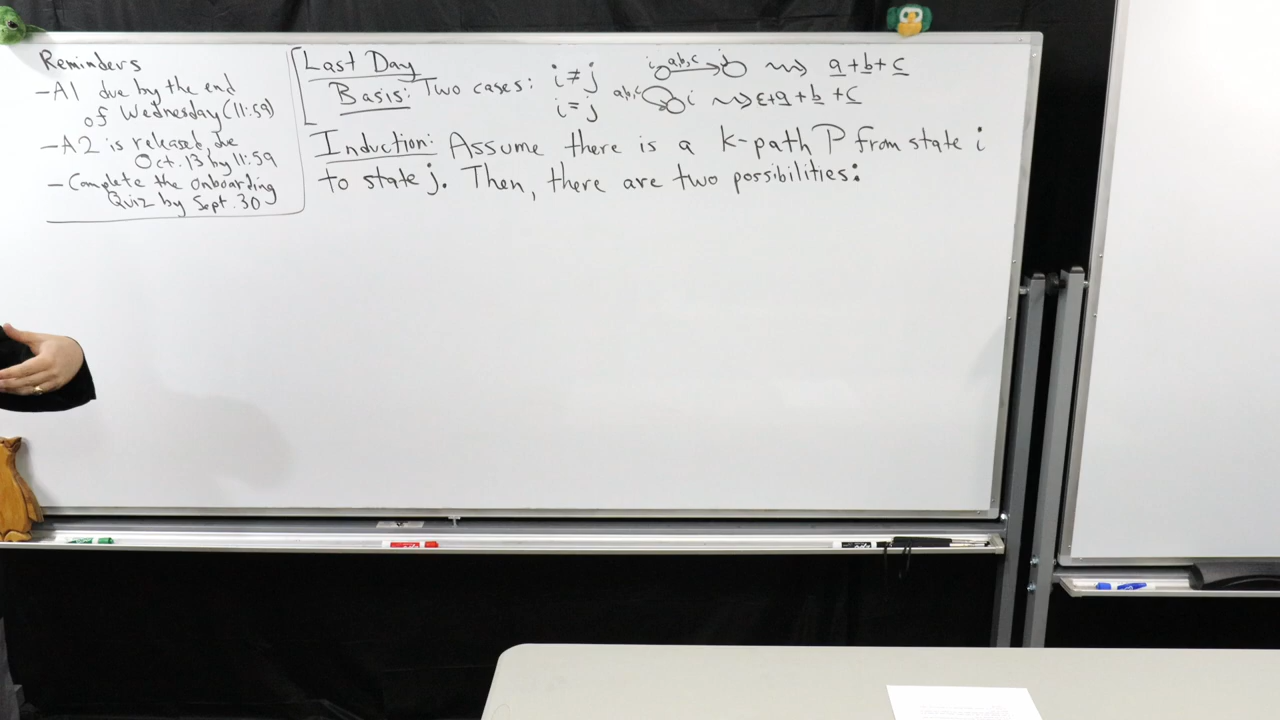 Reminders
- A1 due by the end
of Wednesday (11:59)
- A2 is released, due
Oct. 13 by 11:59
- Complete the onboarding
Quiz by Sept. 30
Last Day
Basis: Two cases: i ≠ j
i a,b,c j ⇝ a + b + c
i = j
a,b,c i ⇝ ε + a + b + c
Induction: Assume there is a k-path P from state i
to state j. Then, there are two possibilities: